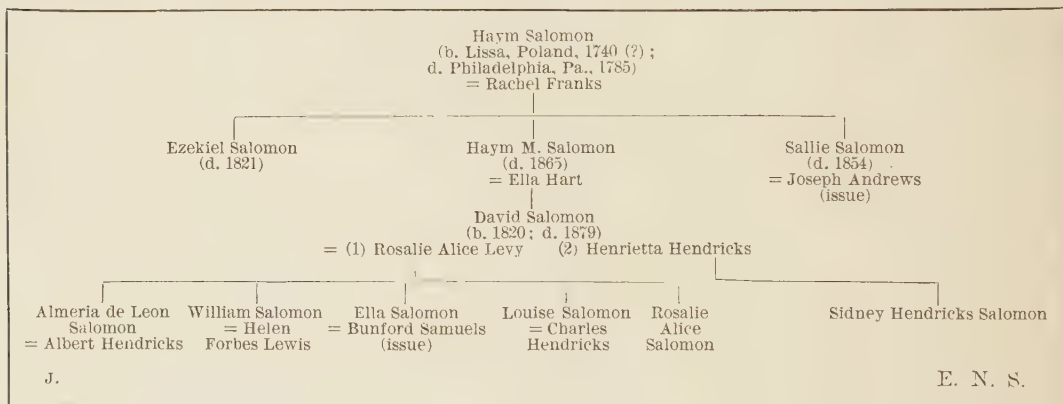 Haym Salomon
(b. Lissa, Poland, 1740 (?) ;
d. Philadelphia, Pa., 1785)
= Rachel Franks
Ezekiel Salomon
(d. 1821)
Haym M. Salomon
(d. 1865)
= Ella Hart
Sallie Salomon
(d. 1854)
= Joseph Andrews
(issue)
David Salomon
(b. 1820; d. 1879)
= (1) Rosalie Alice Levy (2) Henrietta Hendricks
Almeria de Leon
Salomon
= Albert Hendricks
William Salomon
= Helen
Forbes Lewis
Ella Salomon
= Bunford Samuels
(issue)
Louise Salomon
= Charles
Hendricks
Rosalie
Alice
Salomon
Sidney Hendricks Salomon
J.
E. N. S.